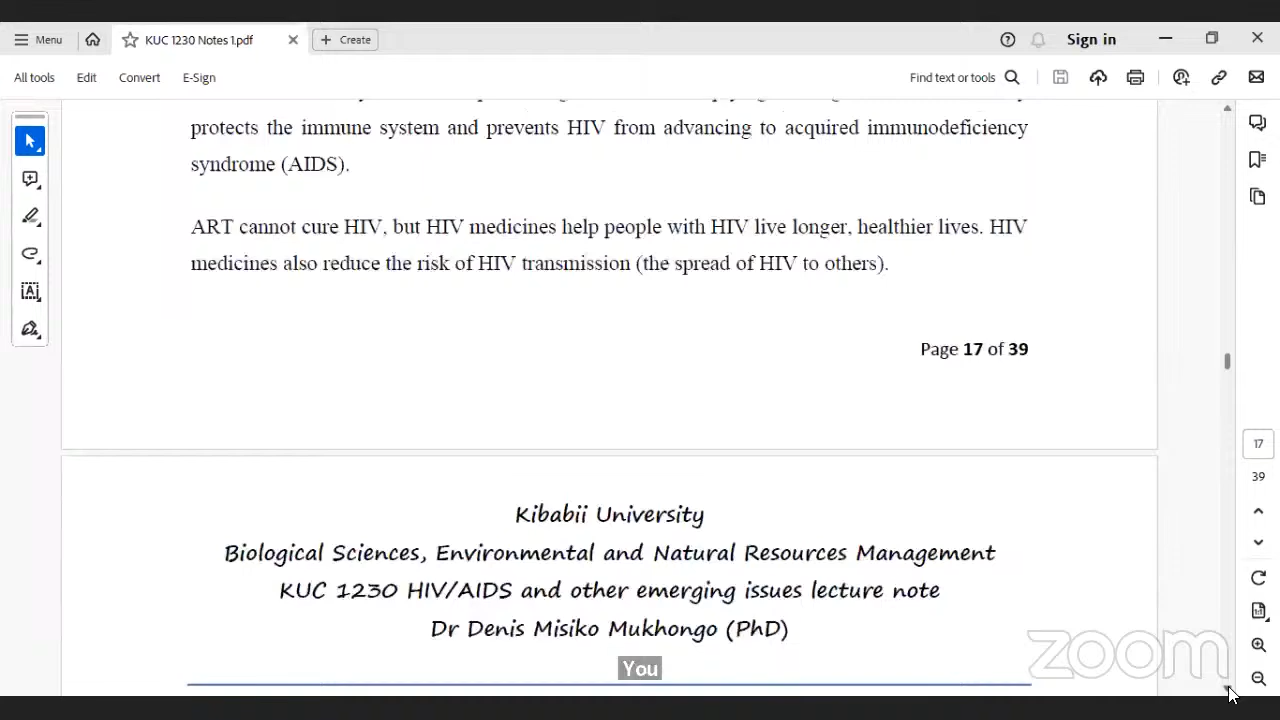 Menu
KUC 1230 Notes 1.pdf
Create
Sign in
All tools
Edit
Convert
E-Sign
Find text or tools
protects the immune system and prevents HIV from advancing to acquired immunodeficiency
syndrome (AIDS).
ART cannot cure HIV, but HIV medicines help people with HIV live longer, healthier lives. HIV
medicines also reduce the risk of HIV transmission (the spread of HIV to others).
Page 17 of 39
17
39
Kibabii University
Biological Sciences, Environmental and Natural Resources Management
KUC 1230 HIV/AIDS and other emerging issues lecture note
Dr Denis Misiko Mukhongo (PhD)
You
zoom